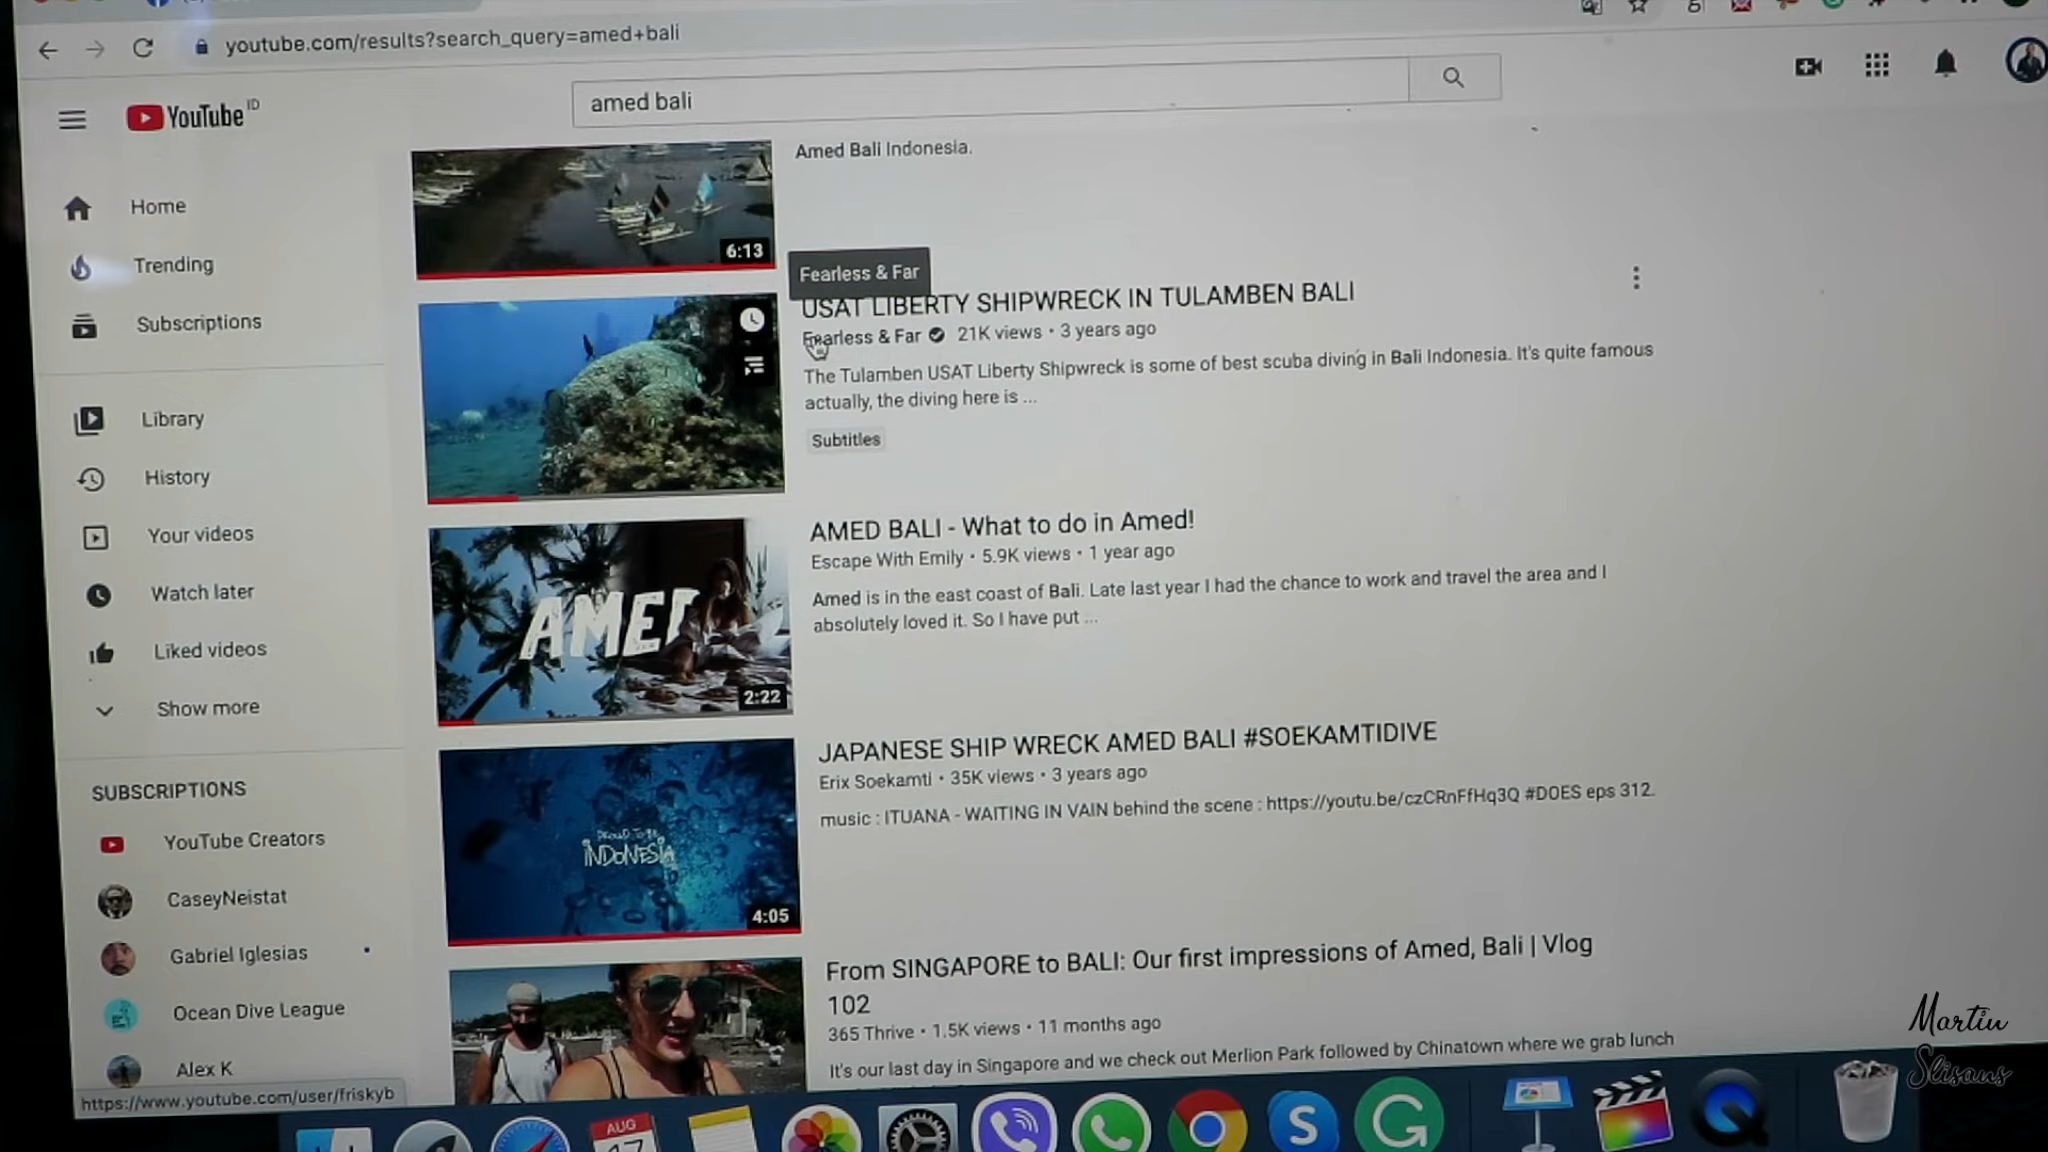 youtube.com/results?search_query=amed+bali
YouTube ID
amed bali
Home
Trending
Subscriptions
Library
History
Your videos
Watch later
Liked videos
Show more
SUBSCRIPTIONS
YouTube Creators
CaseyNeistat
Gabriel Iglesias
Ocean Dive League
Alex K
https://www.youtube.com/user/friskyb
6:13
Amed Bali Indonesia.
Fearless & Far
USAT LIBERTY SHIPWRECK IN TULAMBEN BALI
Fearless & Far 21K views • 3 years ago
The Tulamben USAT Liberty Shipwreck is some of best scuba diving in Bali Indonesia. It's quite famous
actually, the diving here is ...
Subtitles
AMED
2:22
AMED BALI - What to do in Amed!
Escape With Emily • 5.9K views • 1 year ago
Amed is in the east coast of Bali. Late last year I had the chance to work and travel the area and I
absolutely loved it. So I have put ...
PROUD TO BE
INDONESIA
4:05
JAPANESE SHIP WRECK AMED BALI #SOEKAMTIDIVE
Erix Soekamti • 35K views • 3 years ago
music : ITUANA - WAITING IN VAIN behind the scene : https://youtu.be/czCRnFfHq3Q #DOES eps 312.
From SINGAPORE to BALI: Our first impressions of Amed, Bali | Vlog
102
365 Thrive • 1.5K views • 11 months ago
It's our last day in Singapore and we check out Merlion Park followed by Chinatown where we grab lunch
AUG
17
Martin
Slisans